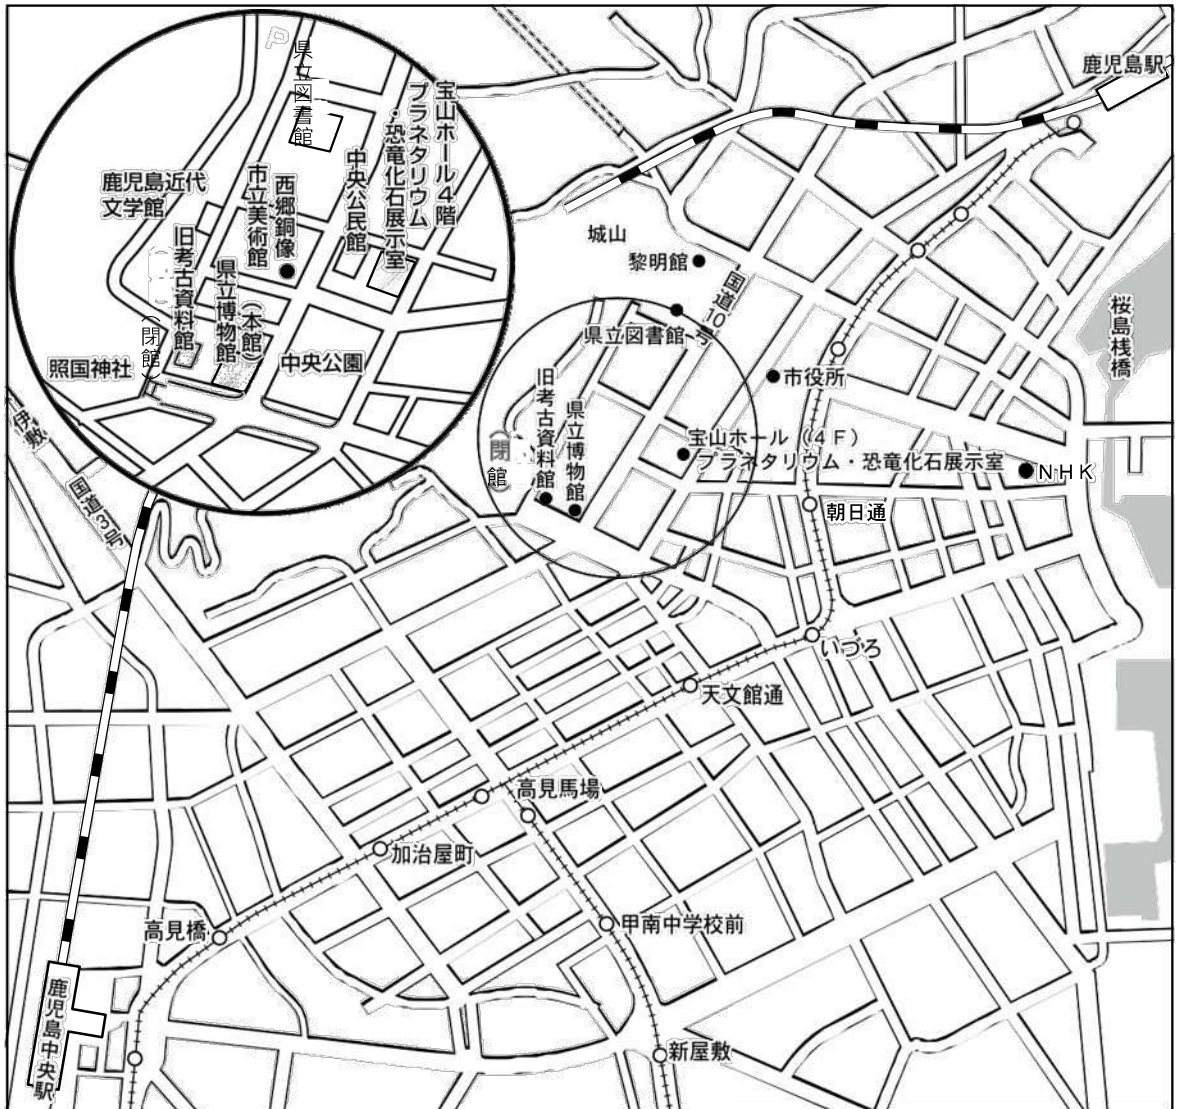 P
県立図書館
宝山ホール4階
プラネタリウム
・恐竜化石展示室
中央公民館
西郷銅像
市立美術館
鹿児島近代
文学館
旧考古資料館
（閉館）
県立博物館
（本館）
中央公園
照国神社
鹿児島駅
城山
黎明館
国道10号
県立図書館
桜島桟橋
市役所
旧考古資料館
（閉館）
県立博物館
宝山ホール（4F）
プラネタリウム・恐竜化石展示室
NHK
伊敷
国道3号
朝日通
いづろ
天文館通
高見馬場
加治屋町
高見橋
甲南中学校前
鹿児島中央駅
新屋敷